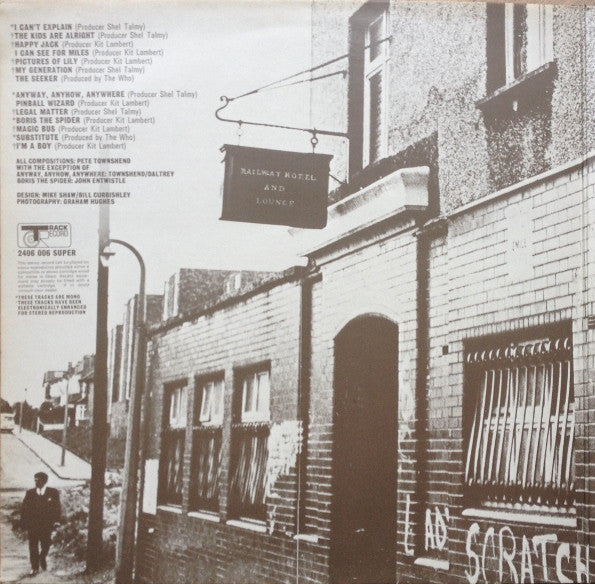 *I CAN'T EXPLAIN (Producer Shel Talmy)
*THE KIDS ARE ALRIGHT (Producer Shel Talmy)
*HAPPY JACK (Producer Kit Lambert)
I CAN SEE FOR MILES (Producer Kit Lambert)
*PICTURES OF LILY (Producer Kit Lambert)
*MY GENERATION (Producer Shel Talmy)
THE SEEKER (Produced by The Who)
*ANYWAY, ANYHOW, ANYWHERE (Producer Shel Talmy)
PINBALL WIZARD (Producer Kit Lambert)
*LEGAL MATTER (Producer Shel Talmy)
*BORIS THE SPIDER (Producer Kit Lambert)
*MAGIC BUS (Producer Kit Lambert)
*SUBSTITUTE (Produced by The Who)
*I'M A BOY (Producer Kit Lambert)
ALL COMPOSITIONS: PETE TOWNSHEND
WITH THE EXCEPTION OF
ANYWAY, ANYHOW, ANYWHERE: TOWNSHEND/DALTREY
BORIS THE SPIDER: JOHN ENTWISTLE
DESIGN: MIKE SHAW/BILL CURBISHLEY
PHOTOGRAPHY: GRAHAM HUGHES
TRACK
RECORD
2406 006 SUPER
*THESE TRACKS ARE MONO
*THESE TRACKS HAVE BEEN
ELECTRONICALLY ENHANCED
FOR STEREO REPRODUCTION
RAILWAY HOTEL
AND
LOUNGE
LADY
SCRATCH